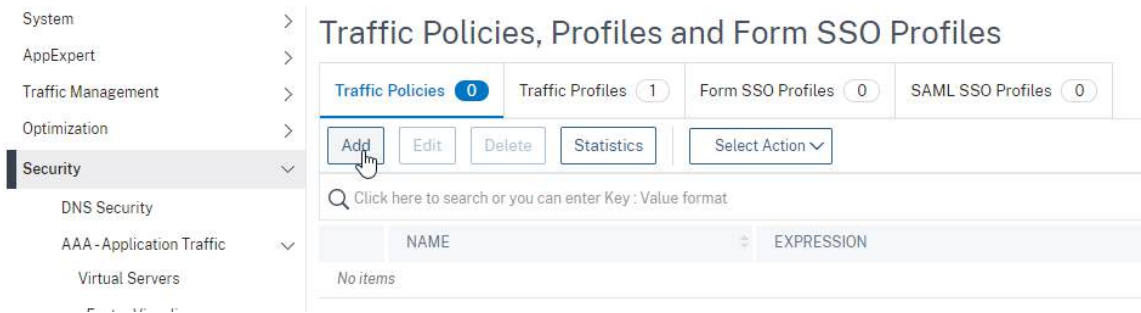 System
AppExpert
Traffic Management
Optimization
Security
DNS Security
AAA - Application Traffic
Virtual Servers
Traffic Policies, Profiles and Form SSO Profiles
Traffic Policies 0 Traffic Profiles 1 Form SSO Profiles 0 SAML SSO Profiles 0
Add Edit Delete Statistics Select Action
Click here to search or you can enter Key : Value format
NAME EXPRESSION
No items